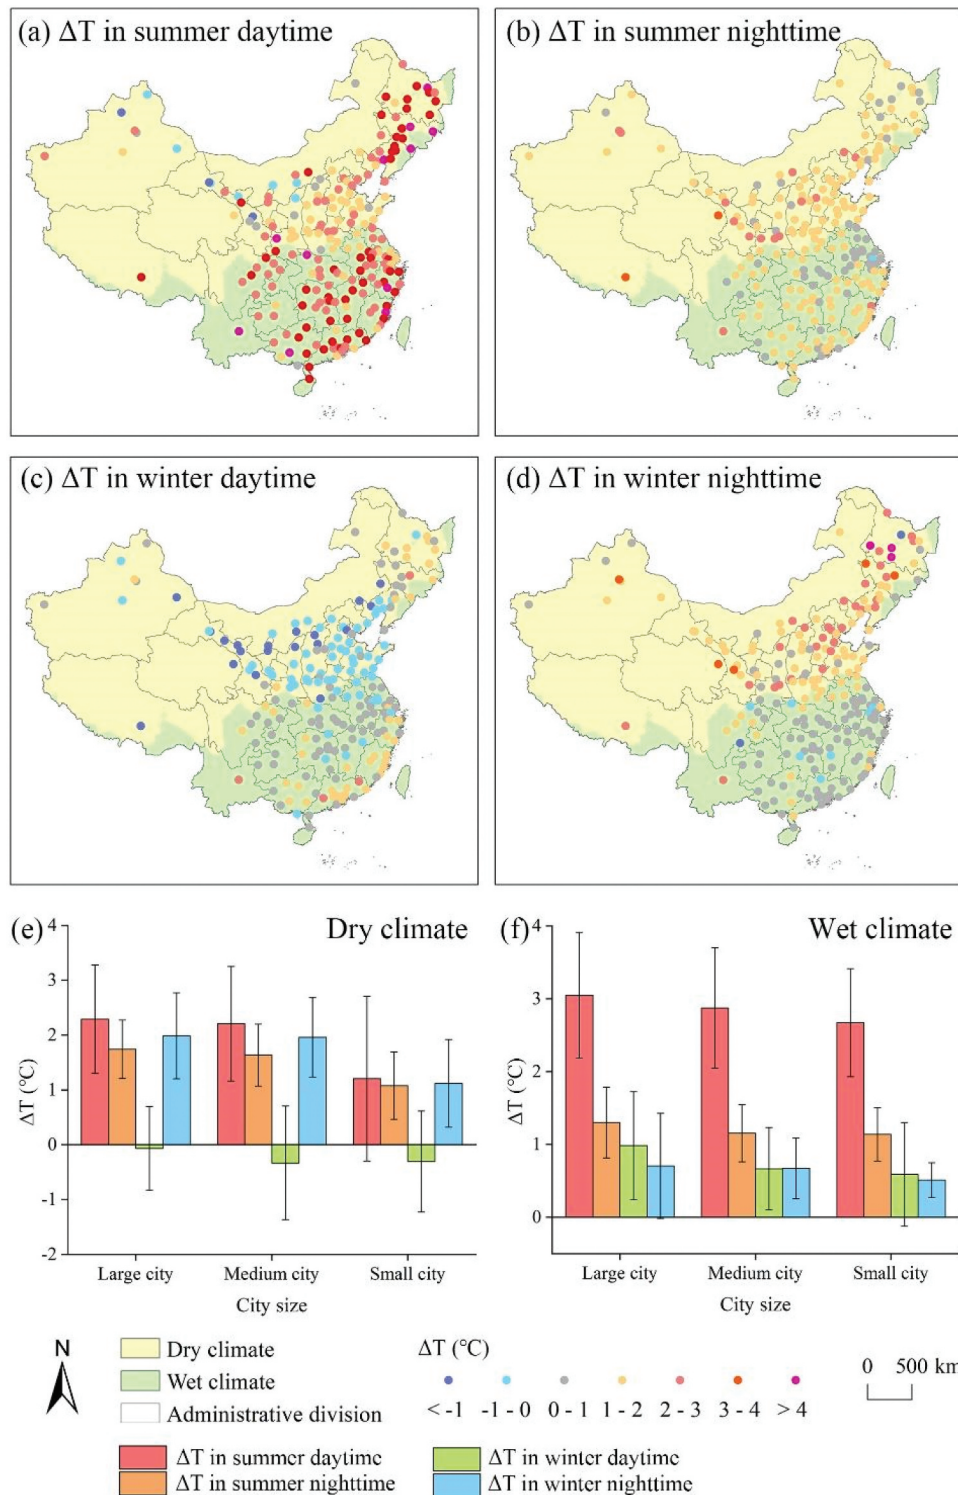 (a) ΔT in summer daytime
(b) ΔT in summer nighttime
(c) ΔT in winter daytime
(d) ΔT in winter nighttime
(e) Dry climate
4
3
2
1
0
-1
-2
ΔT (°C)
Large city Medium city Small city
City size
(f) Wet climate
4
3
2
1
0
ΔT (°C)
Large city Medium city Small city
City size
N
Dry climate
Wet climate
Administrative division
ΔT (°C)
< -1 -1 - 0 0 - 1 1 - 2 2 - 3 3 - 4 > 4
0 500 km
ΔT in summer daytime
ΔT in summer nighttime
ΔT in winter daytime
ΔT in winter nighttime